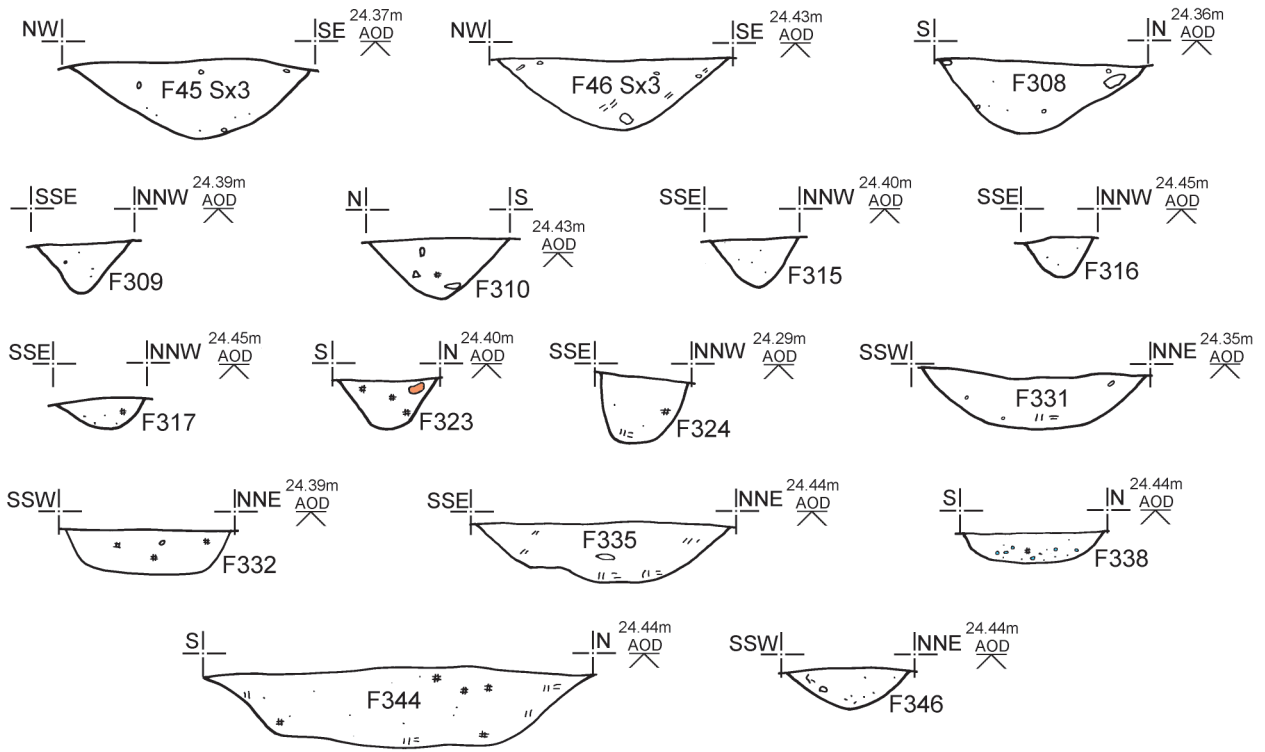 NW SE 24.37m AOD
F45 Sx3
NW SE 24.43m AOD
F46 Sx3
S N 24.36m AOD
F308
SSE NNW 24.39m AOD
F309
N S 24.43m AOD
F310
SSE NNW 24.40m AOD
F315
SSE NNW 24.45m AOD
F316
SSE NNW 24.45m AOD
F317
S N 24.40m AOD
F323
SSE NNW 24.29m AOD
F324
SSW NNE 24.35m AOD
F331
SSW NNE 24.39m AOD
F332
SSE NNE 24.44m AOD
F335
S N 24.44m AOD
F338
S N 24.44m AOD
F344
SSW NNE 24.44m AOD
F346